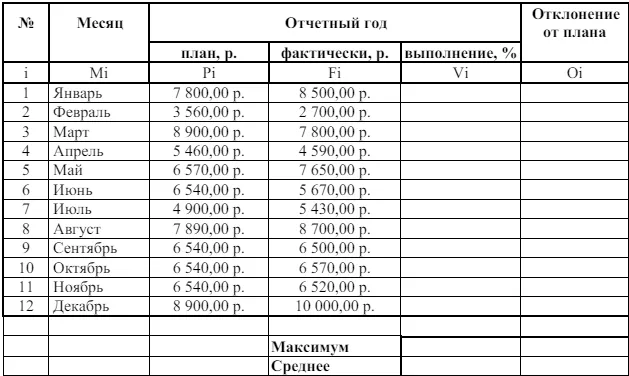 № Месяц Отчетный год Отклонение от плана
план, р. фактически, р. выполнение, %
i Mi Pi Fi Vi Oi
1 Январь 7 800,00 р. 8 500,00 р.
2 Февраль 3 560,00 р. 2 700,00 р.
3 Март 8 900,00 р. 7 800,00 р.
4 Апрель 5 460,00 р. 4 590,00 р.
5 Май 6 570,00 р. 7 650,00 р.
6 Июнь 6 540,00 р. 5 670,00 р.
7 Июль 4 900,00 р. 5 430,00 р.
8 Август 7 890,00 р. 8 700,00 р.
9 Сентябрь 6 540,00 р. 6 500,00 р.
10 Октябрь 6 540,00 р. 6 570,00 р.
11 Ноябрь 6 540,00 р. 6 520,00 р.
12 Декабрь 8 900,00 р. 10 000,00 р.
Максимум
Среднее